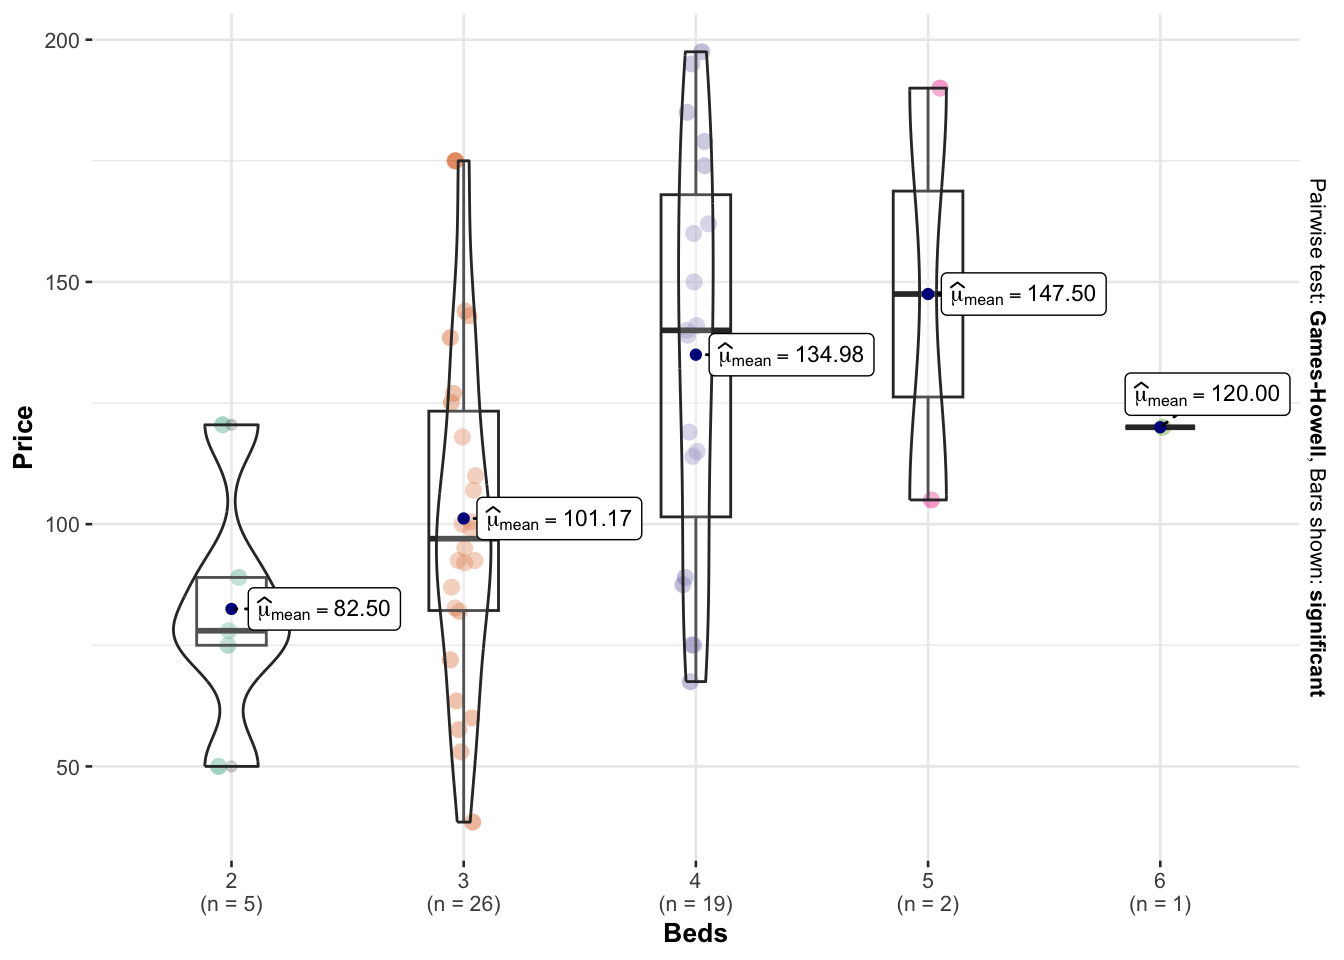 200
150
100
50
Price
μ̂mean = 82.50
μ̂mean = 101.17
μ̂mean = 134.98
μ̂mean = 147.50
μ̂mean = 120.00
2
(n = 5)
3
(n = 26)
4
(n = 19)
5
(n = 2)
6
(n = 1)
Beds
Pairwise test: Games-Howell, Bars shown: significant